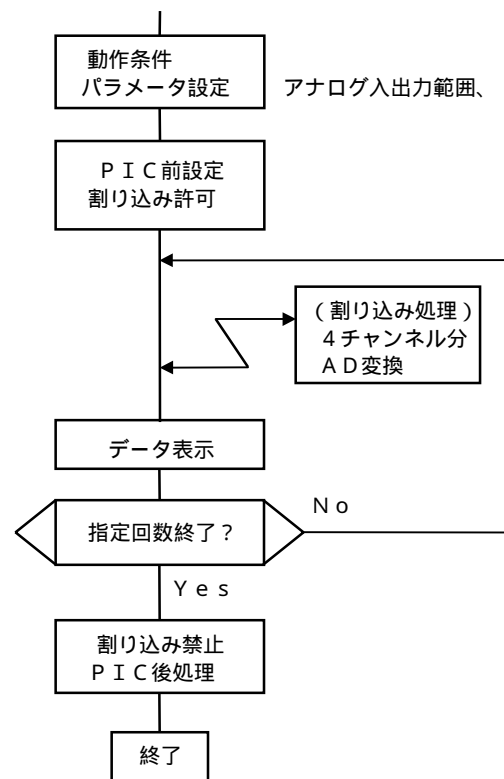 動作条件
パラメータ設定
アナログ入出力範囲、
ＰＩＣ前設定
割り込み許可
（割り込み処理）
４チャンネル分
ＡＤ変換
データ表示
指定回数終了？
Ｎｏ
Ｙｅｓ
割り込み禁止
ＰＩＣ後処理
終了